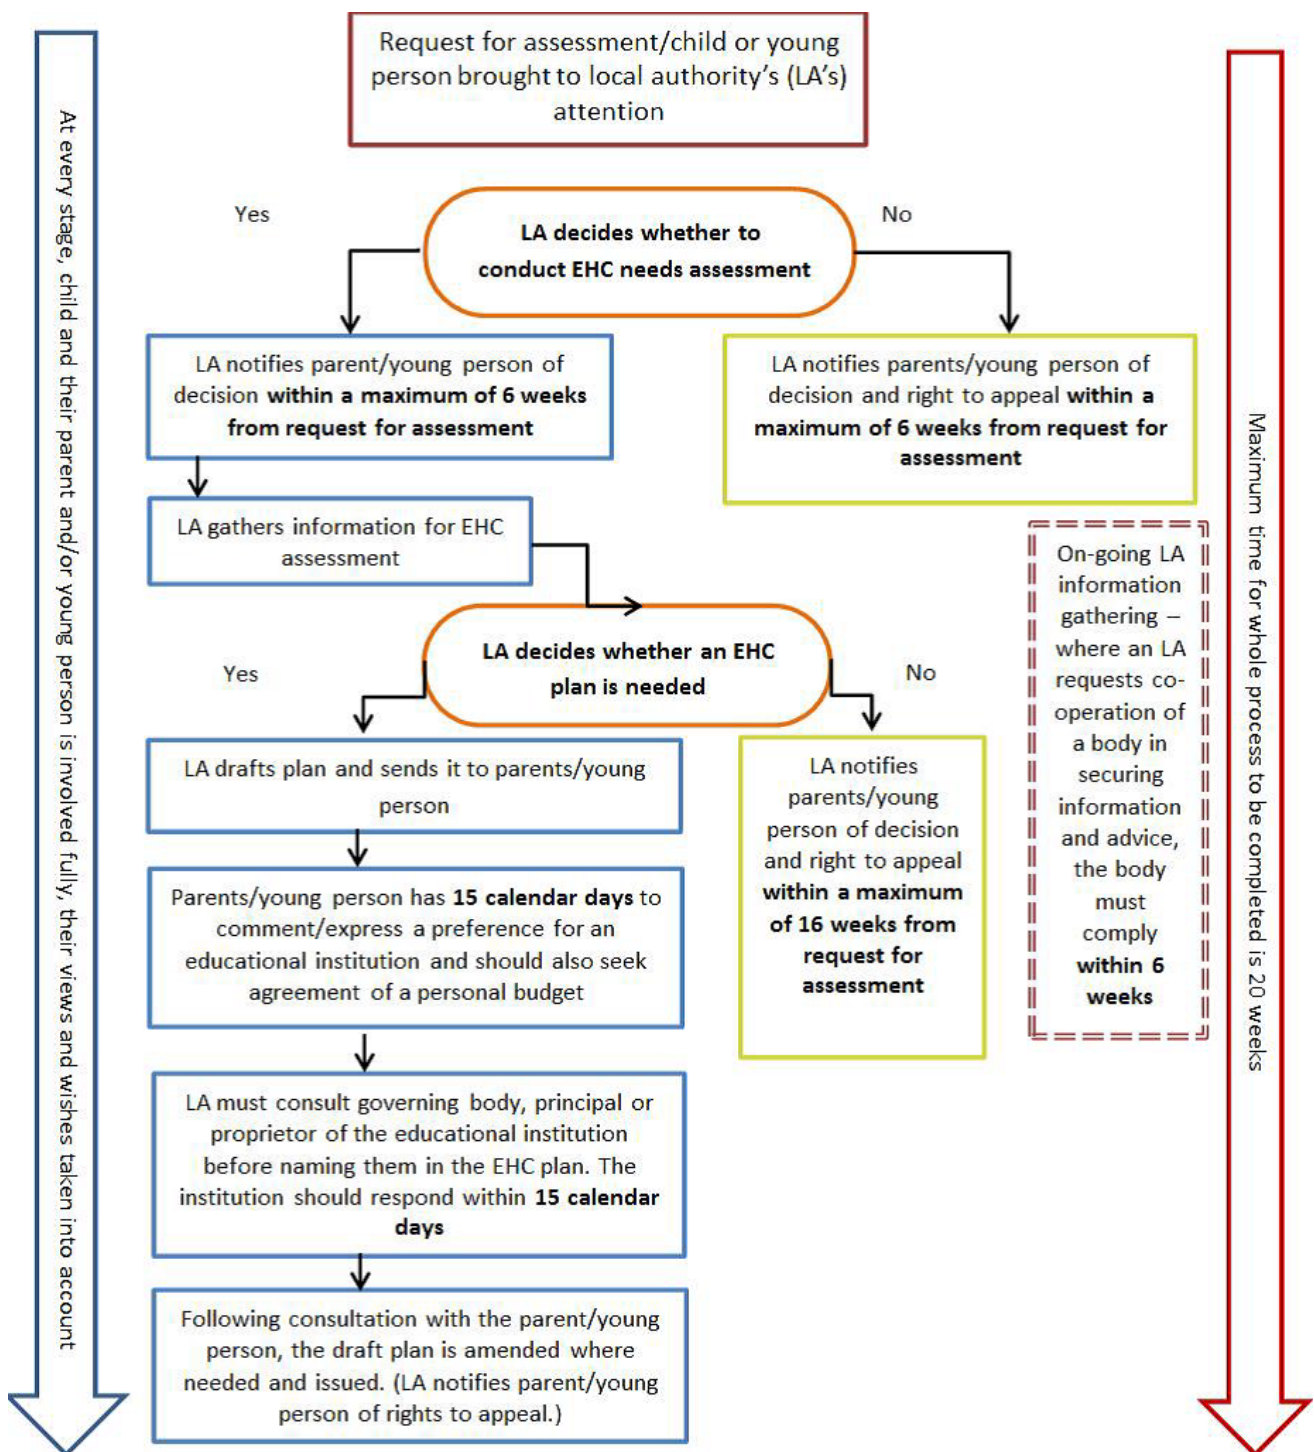 Request for assessment/child or young
person brought to local authority's (LA's)
attention
Yes
No
LA decides whether to
conduct EHC needs assessment
LA notifies parent/young person of
decision within a maximum of 6 weeks
from request for assessment
LA notifies parents/young person of
decision and right to appeal within a
maximum of 6 weeks from request for
assessment
LA gathers information for EHC
assessment
On-going LA
information
gathering –
where an LA
requests co-
operation of
a body in
securing
information
and advice,
the body
must
comply
within 6
weeks
LA decides whether an EHC
plan is needed
Yes
No
LA drafts plan and sends it to parents/young
person
LA notifies
parents/young
person of decision
and right to appeal
within a maximum
of 16 weeks from
request for
assessment
Parents/young person has 15 calendar days to
comment/express a preference for an
educational institution and should also seek
agreement of a personal budget
LA must consult governing body, principal or
proprietor of the educational institution
before naming them in the EHC plan. The
institution should respond within 15 calendar
days
Following consultation with the parent/young
person, the draft plan is amended where
needed and issued. (LA notifies parent/young
person of rights to appeal.)
At every stage, child and their parent and/or young person is involved fully, their views and wishes taken into account
Maximum time for whole process to be completed is 20 weeks